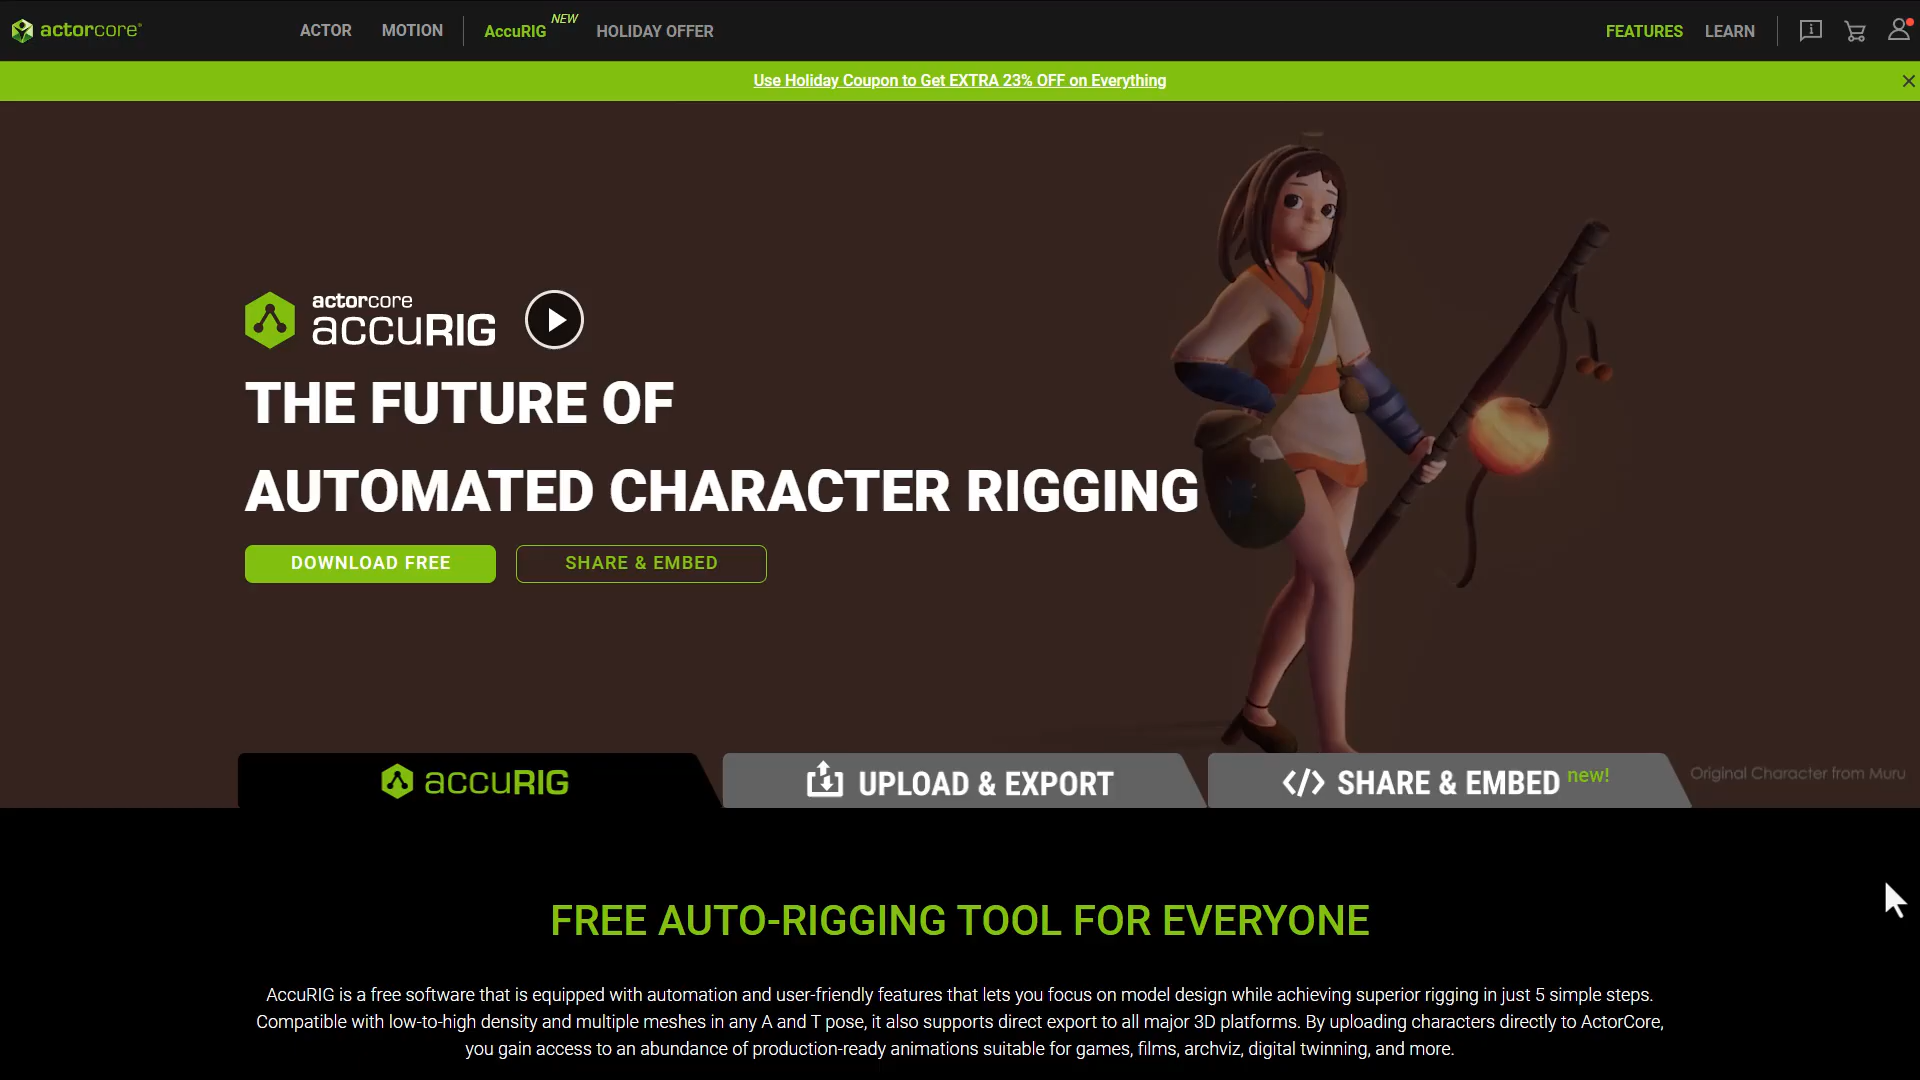 actorcore
ACTOR
MOTION
AccuRIG
NEW
HOLIDAY OFFER
FEATURES
LEARN
Use Holiday Coupon to Get EXTRA 23% OFF on Everything
actorcore
accuRIG
THE FUTURE OF
AUTOMATED CHARACTER RIGGING
DOWNLOAD FREE
SHARE & EMBED
accuRIG
UPLOAD & EXPORT
</> SHARE & EMBED new!
Original Character from Muru
FREE AUTO-RIGGING TOOL FOR EVERYONE
AccuRIG is a free software that is equipped with automation and user-friendly features that lets you focus on model design while achieving superior rigging in just 5 simple steps.
Compatible with low-to-high density and multiple meshes in any A and T pose, it also supports direct export to all major 3D platforms. By uploading characters directly to ActorCore,
you gain access to an abundance of production-ready animations suitable for games, films, archviz, digital twinning, and more.